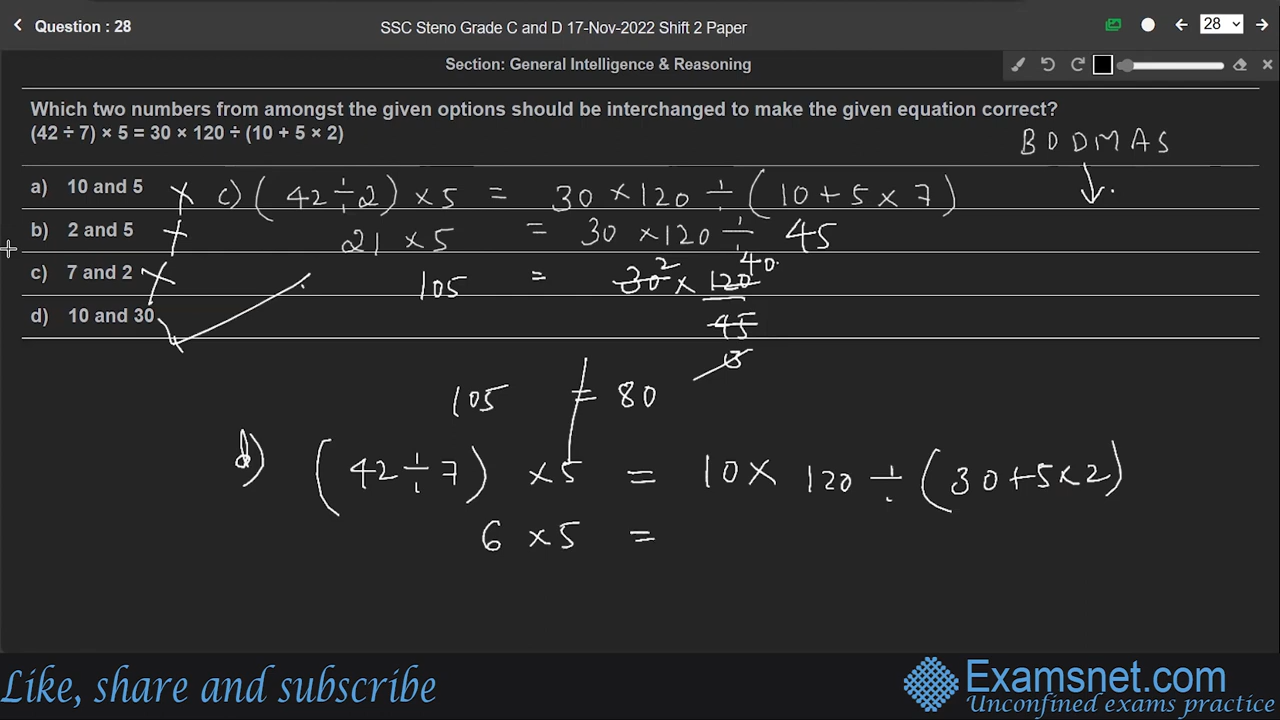 Question : 28
SSC Steno Grade C and D 17-Nov-2022 Shift 2 Paper
28
Section: General Intelligence & Reasoning
Which two numbers from amongst the given options should be interchanged to make the given equation correct?
(42 ÷ 7) × 5 = 30 × 120 ÷ (10 + 5 × 2)
BODMAS
a) 10 and 5
c) (42 ÷ 2) × 5 = 30 × 120 ÷ (10 + 5 × 7)
b) 2 and 5
21 × 5 = 30 × 120 ÷ 45
c) 7 and 2
105 = 30 2 × 120 40
45
3
d) 10 and 30
105 = 80
d) (42 ÷ 7) × 5 = 10 × 120 ÷ (30 + 5 × 2)
6 × 5 =
Like, share and subscribe
Examsnet.com
Unconfined exams practice